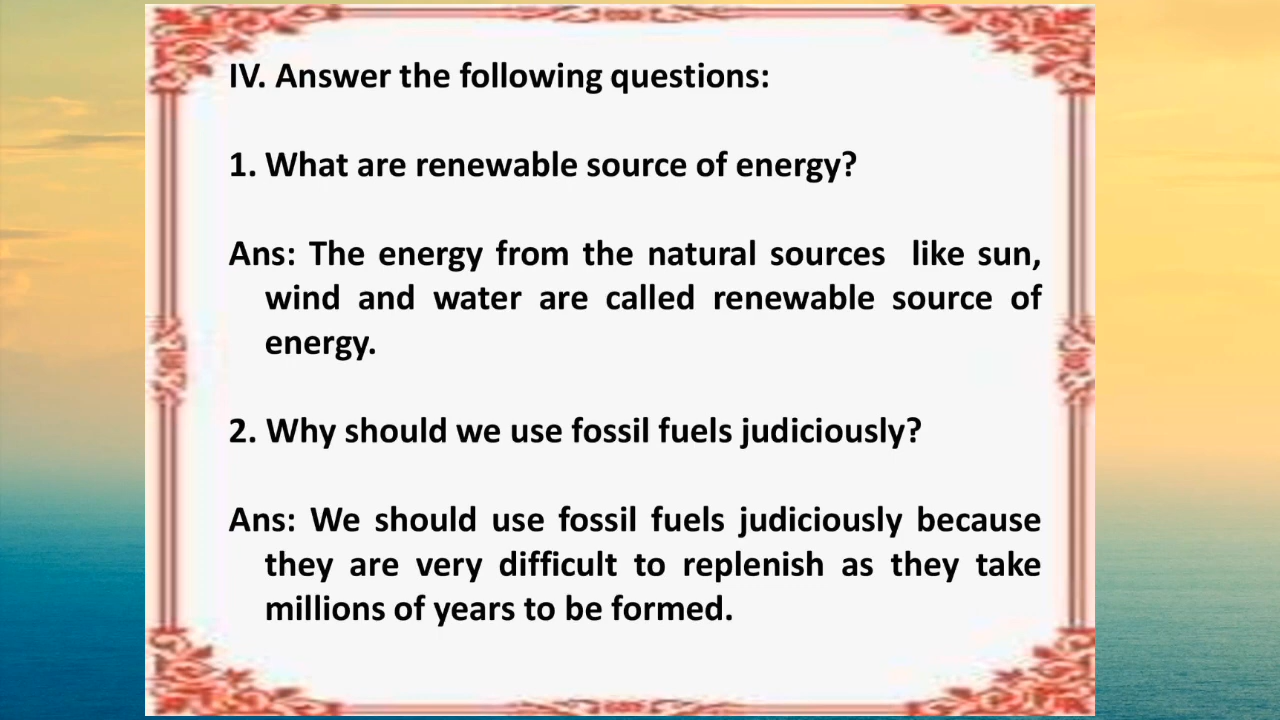 IV. Answer the following questions:
1. What are renewable source of energy?
Ans: The energy from the natural sources like sun,
wind and water are called renewable source of
energy.
2. Why should we use fossil fuels judiciously?
Ans: We should use fossil fuels judiciously because
they are very difficult to replenish as they take
millions of years to be formed.